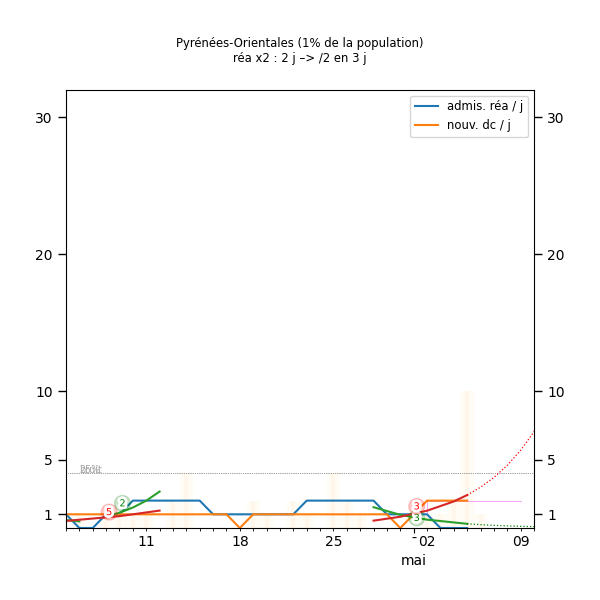 Pyrénées-Orientales (1% de la population)
réa x2 : 2 j –> /2 en 3 j
admis. réa / j
nouv. dc / j
30 30
20 20
10 10
5 5
1 1
2
5
3
3
11 18 25 02 09
mai